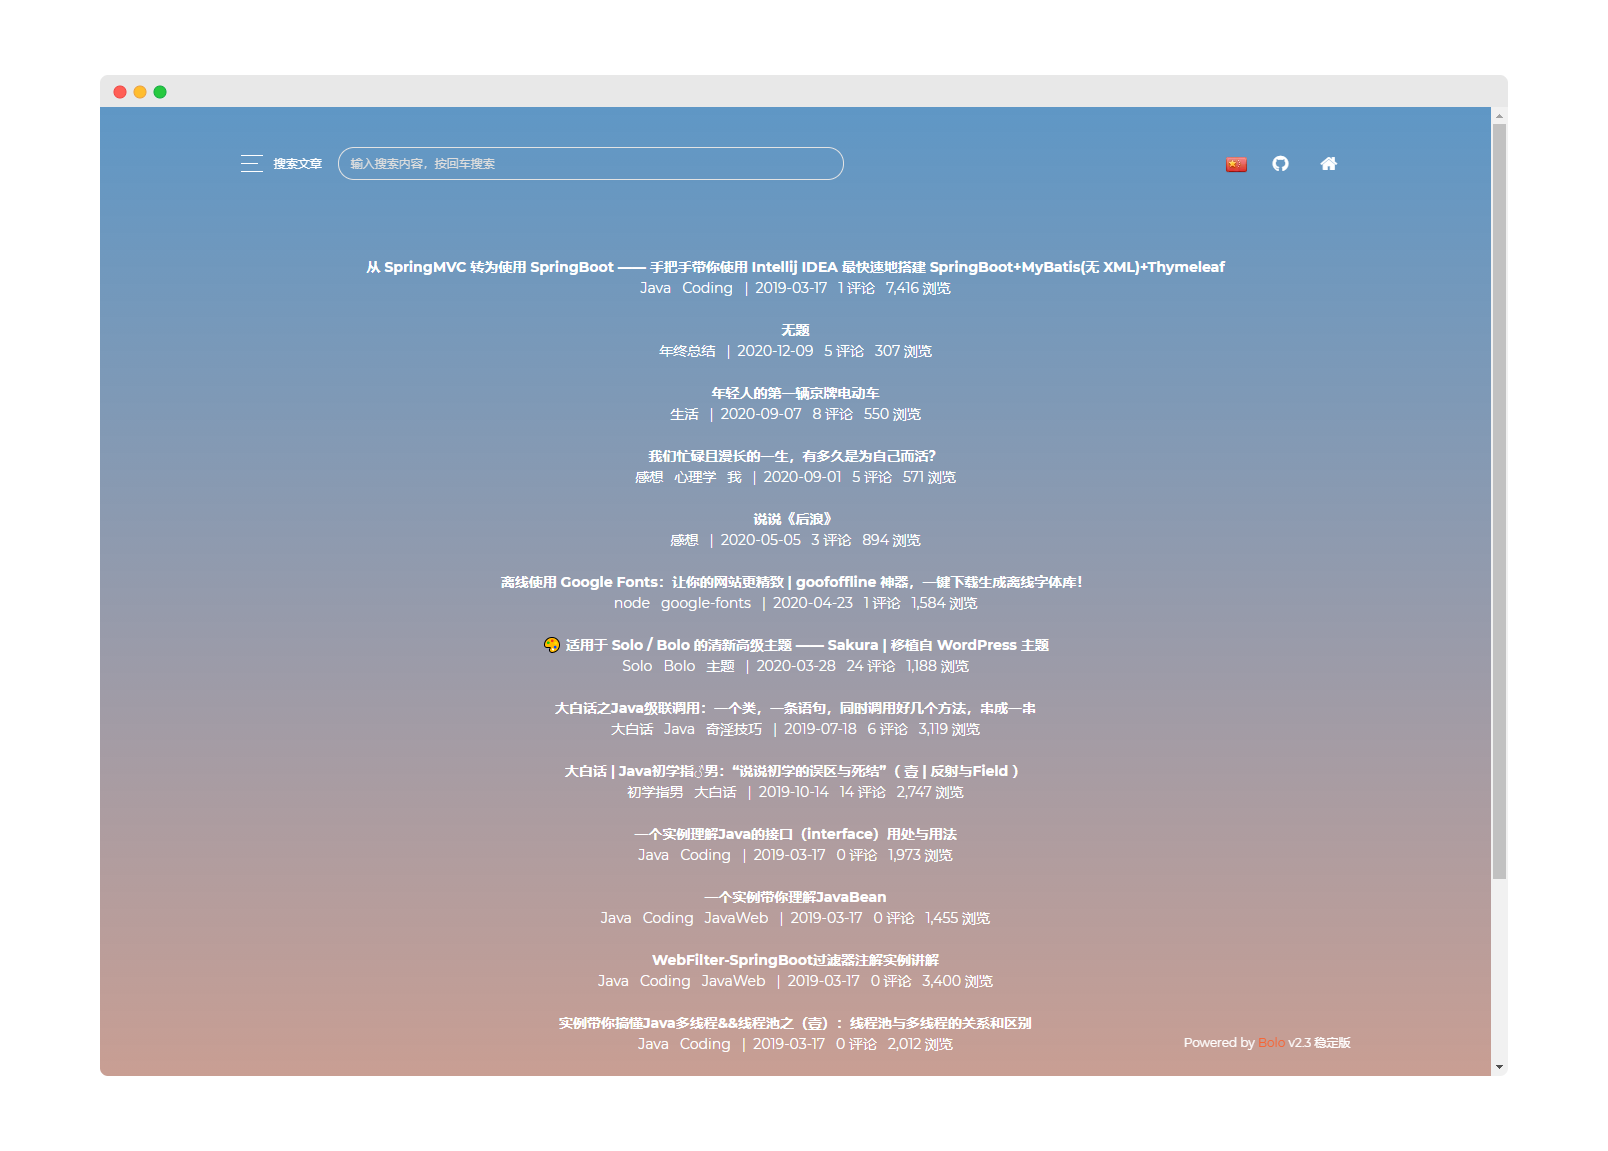 搜索文章
输入搜索内容，按回车搜索
从 SpringMVC 转为使用 SpringBoot —— 手把手带你使用 Intellij IDEA 最快速地搭建 SpringBoot+MyBatis(无 XML)+Thymeleaf
Java Coding | 2019-03-17 1 评论 7,416 浏览
无题
年终总结 | 2020-12-09 5 评论 307 浏览
年轻人的第一辆京牌电动车
生活 | 2020-09-07 8 评论 550 浏览
我们忙碌且漫长的一生，有多久是为自己而活？
感想 心理学 我 | 2020-09-01 5 评论 571 浏览
说说《后浪》
感想 | 2020-05-05 3 评论 894 浏览
离线使用 Google Fonts：让你的网站更精致 | goofoffline 神器，一键下载生成离线字体库！
node google-fonts | 2020-04-23 1 评论 1,584 浏览
🎨 适用于 Solo / Bolo 的清新高级主题 —— Sakura | 移植自 WordPress 主题
Solo Bolo 主题 | 2020-03-28 24 评论 1,188 浏览
大白话之Java级联调用：一个类，一条语句，同时调用好几个方法，串成一串
大白话 Java 奇淫技巧 | 2019-07-18 6 评论 3,119 浏览
大白话 | Java初学指♂男：“说说初学的误区与死结”（ 壹 | 反射与Field ）
初学指男 大白话 | 2019-10-14 14 评论 2,747 浏览
一个实例理解Java的接口（interface）用处与用法
Java Coding | 2019-03-17 0 评论 1,973 浏览
一个实例带你理解JavaBean
Java Coding JavaWeb | 2019-03-17 0 评论 1,455 浏览
WebFilter-SpringBoot过滤器注解实例讲解
Java Coding JavaWeb | 2019-03-17 0 评论 3,400 浏览
实例带你搞懂Java多线程&&线程池之（壹）：线程池与多线程的关系和区别
Java Coding | 2019-03-17 0 评论 2,012 浏览
Powered by Bolo v2.3 稳定版